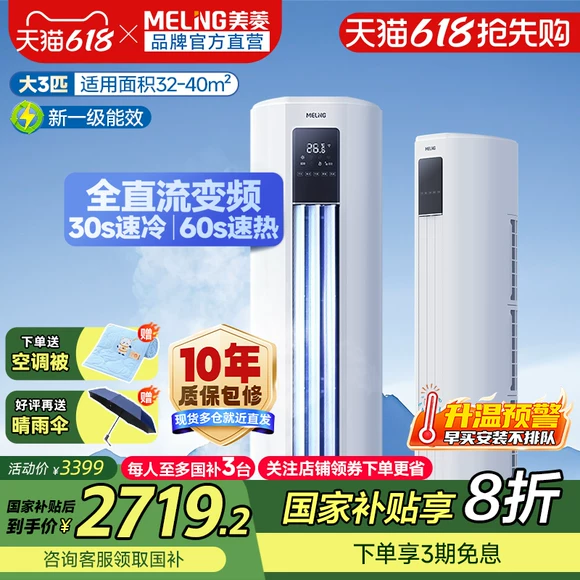 天猫618×MELNG美菱
品牌官方直营
天猫618抢先购
大3匹 适用面积32-40m²
新一级能效
全直流变频
30s速冷|60s速热
MELNG
26.5
MELNG
下单送
空调被
赠
好评再送
晴雨伞
赠
10年
质保包修
现货多仓就近直发
升温预警
早买安装不排队
活动价¥3399
每人至多国补3台
关注店铺领券下单更省
国家补贴后
到手价¥2719.2
国家补贴享8折
咨询客服领取国补
下单享3期免息